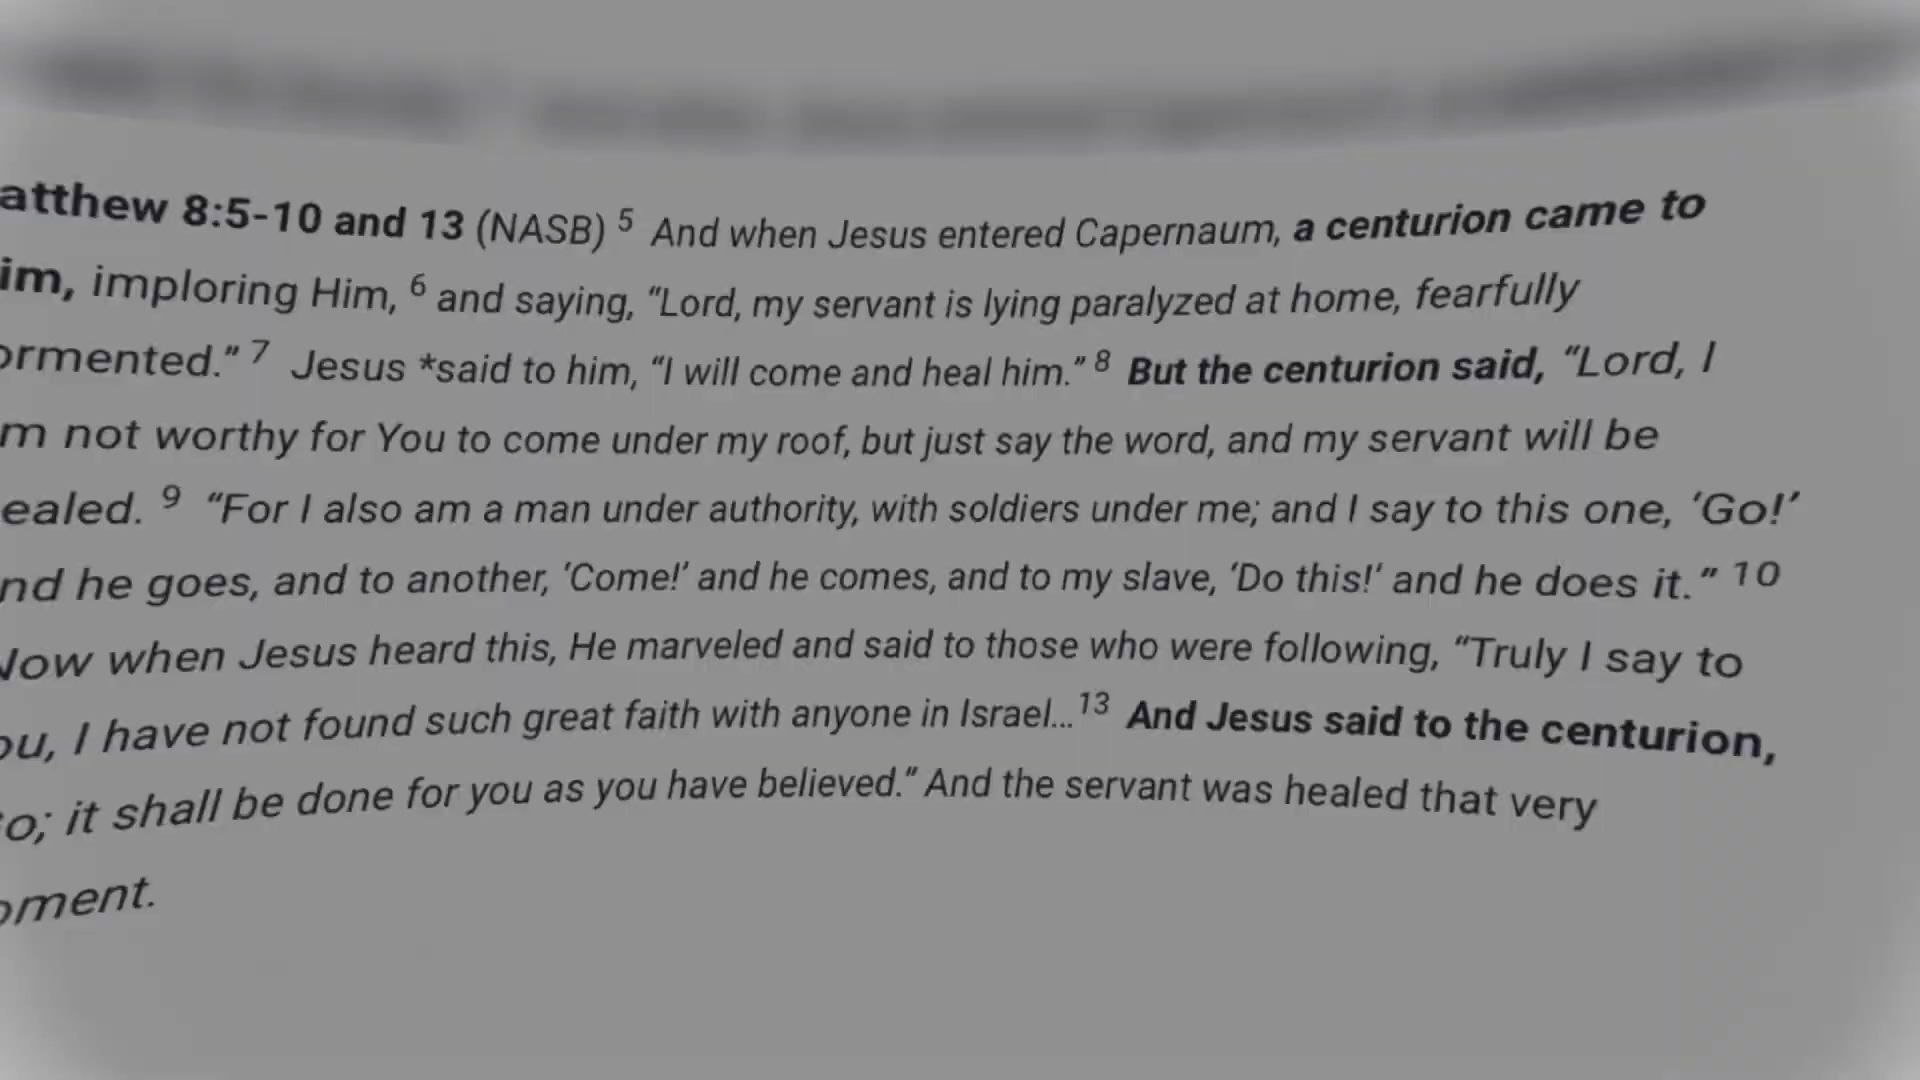 atthew 8:5-10 and 13 (NASB) 5 And when Jesus entered Capernaum, a centurion came to
im, imploring Him, 6 and saying, “Lord, my servant is lying paralyzed at home, fearfully
ormented.” 7 Jesus *said to him, “I will come and heal him.” 8 But the centurion said, “Lord, I
m not worthy for You to come under my roof, but just say the word, and my servant will be
ealed. 9 “For I also am a man under authority, with soldiers under me; and I say to this one, ‘Go!’
nd he goes, and to another, ‘Come!’ and he comes, and to my slave, ‘Do this!‘ and he does it.” 10
Now when Jesus heard this, He marveled and said to those who were following, “Truly I say to
ou, I have not found such great faith with anyone in Israel...13 And Jesus said to the centurion,
o; it shall be done for you as you have believed.” And the servant was healed that very
oment.